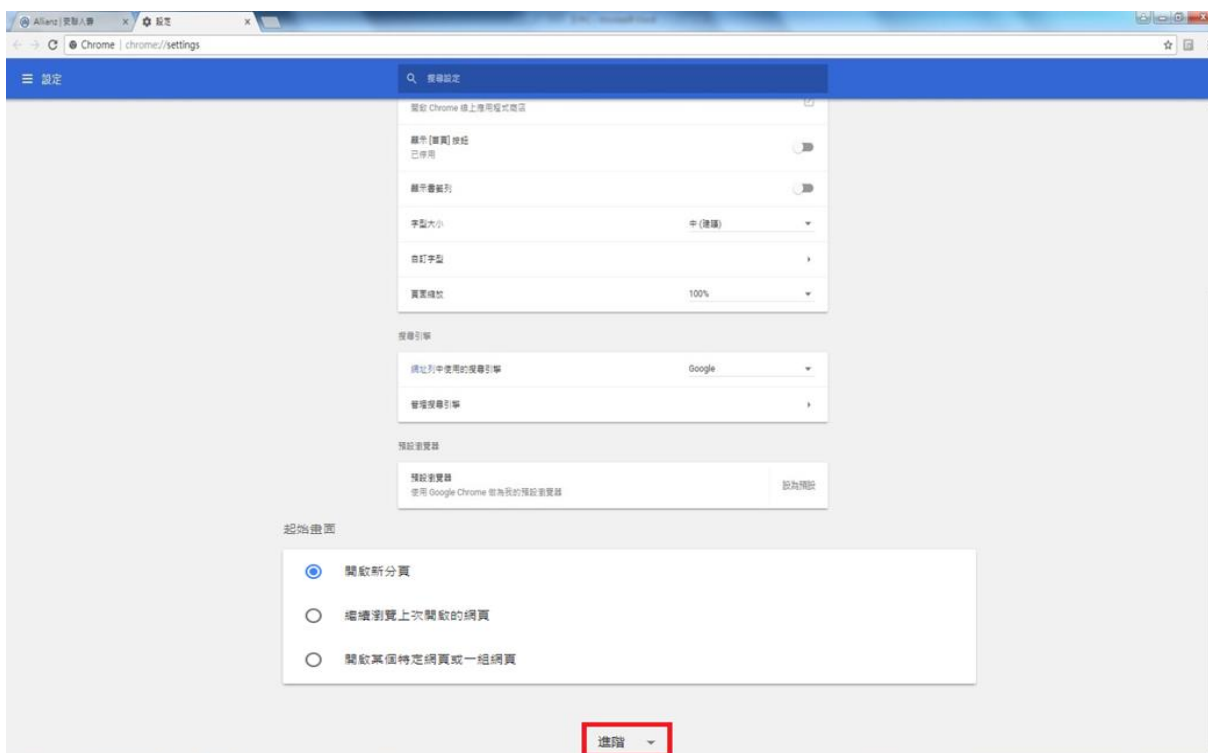 Allianz | 安聯人壽
設定
Chrome | chrome://settings
設定
搜尋設定
開啟 Chrome 線上應用程式商店
顯示 [首頁] 按鈕
已停用
顯示書籤列
字型大小
中 (建議)
自訂字型
頁面縮放
100%
搜尋引擎
網址列中使用的搜尋引擎
Google
管理搜尋引擎
預設瀏覽器
預設瀏覽器
使用 Google Chrome 做為我的預設瀏覽器
設為預設
起始畫面
開啟新分頁
繼續瀏覽上次開啟的網頁
開啟某個特定網頁或一組網頁
進階